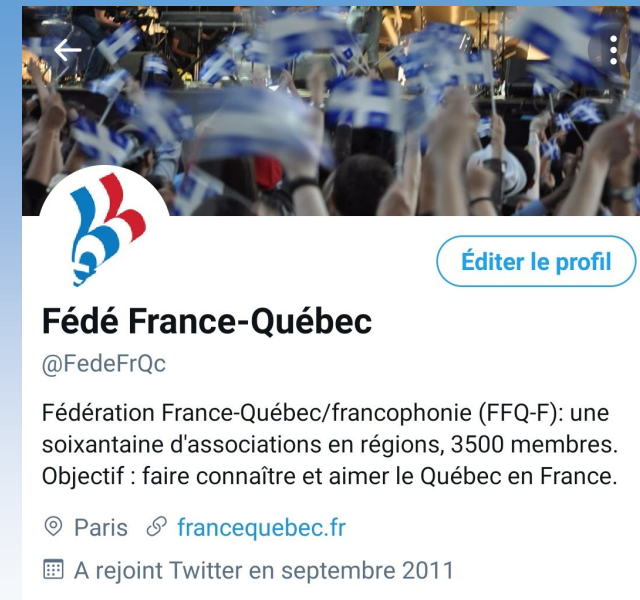 Éditer le profil
Fédé France-Québec
@FedeFrQc
Fédération France-Québec/francophonie (FFQ-F): une
soixantaine d'associations en régions, 3500 membres.
Objectif : faire connaître et aimer le Québec en France.
Paris francequebec.fr
A rejoint Twitter en septembre 2011